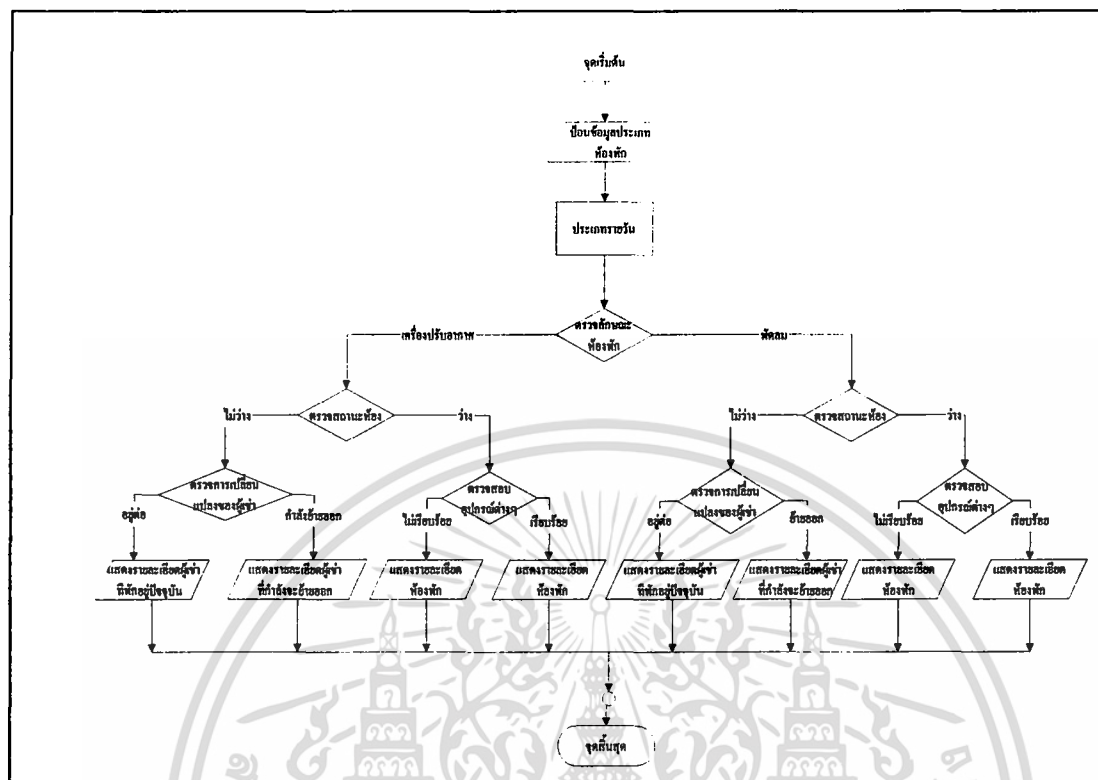 จุดเริ่มต้น
ป้อนข้อมูลประเภท
ห้องพัก
ประเภทรายวัน
ตรวจลักษณะ
ห้องพัก
เครื่องปรับอากาศ
พัดลม
ไม่ว่าง
ตรวจสถานะห้อง
ว่าง
ไม่ว่าง
ตรวจสถานะห้อง
ว่าง
ตรวจการเปลี่ยน
แปลงของผู้เช่า
อยู่ต่อ
กำลังย้ายออก
ตรวจสอบ
อุปกรณ์ต่างๆ
ไม่เรียบร้อย
เรียบร้อย
ตรวจการเปลี่ยน
แปลงของผู้เช่า
อยู่ต่อ
ย้ายออก
ตรวจสอบ
อุปกรณ์ต่างๆ
ไม่เรียบร้อย
เรียบร้อย
แสดงรายละเอียดผู้เช่า
ที่พักอยู่ปัจจุบัน
แสดงรายละเอียดผู้เช่า
ที่กำลังจะย้ายออก
แสดงรายละเอียด
ห้องพัก
แสดงรายละเอียด
ห้องพัก
แสดงรายละเอียดผู้เช่า
ที่พักอยู่ปัจจุบัน
แสดงรายละเอียดผู้เช่า
ที่กำลังจะย้ายออก
แสดงรายละเอียด
ห้องพัก
แสดงรายละเอียด
ห้องพัก
จุดสิ้นสุด